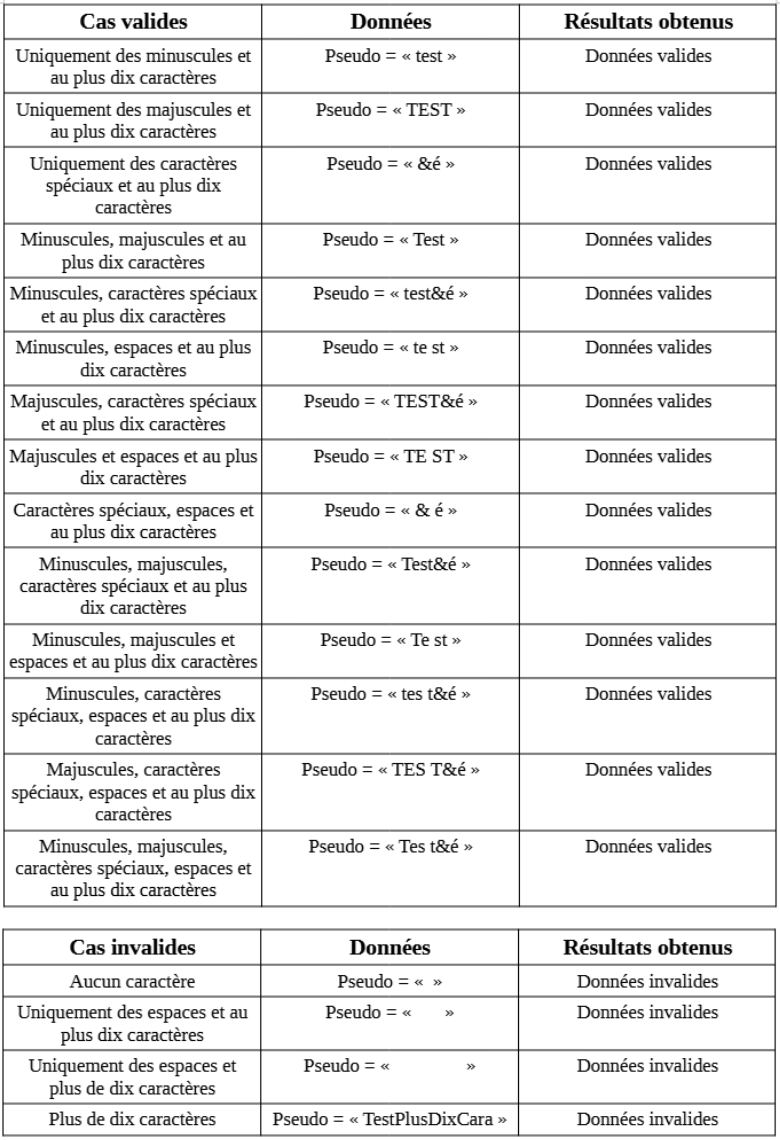 Cas valides Données Résultats obtenus
Uniquement des minuscules et Pseudo = « test » Données valides
au plus dix caractères
Uniquement des majuscules et Pseudo = « TEST » Données valides
au plus dix caractères
Uniquement des caractères Pseudo = « &é » Données valides
spéciaux et au plus dix
caractères
Minuscules, majuscules et au Pseudo = « Test » Données valides
plus dix caractères
Minuscules, caractères spéciaux Pseudo = « test&é » Données valides
et au plus dix caractères
Minuscules, espaces et au plus Pseudo = « te st » Données valides
dix caractères
Majuscules, caractères spéciaux Pseudo = « TEST&é » Données valides
et au plus dix caractères
Majuscules et espaces et au plus Pseudo = « TE ST » Données valides
dix caractères
Caractères spéciaux, espaces et Pseudo = « & é » Données valides
au plus dix caractères
Minuscules, majuscules, Pseudo = « Test&é » Données valides
caractères spéciaux et au plus
dix caractères
Minuscules, majuscules et Pseudo = « Te st » Données valides
espaces et au plus dix caractères
Minuscules, caractères Pseudo = « tes t&é » Données valides
spéciaux, espaces et au plus dix
caractères
Majuscules, caractères Pseudo = « TES T&é » Données valides
spéciaux, espaces et au plus dix
caractères
Minuscules, majuscules, Pseudo = « Tes t&é » Données valides
caractères spéciaux, espaces et
au plus dix caractères
Cas invalides Données Résultats obtenus
Aucun caractère Pseudo = «  » Données invalides
Uniquement des espaces et au Pseudo = «       » Données invalides
plus dix caractères
Uniquement des espaces et Pseudo = «                » Données invalides
plus de dix caractères
Plus de dix caractères Pseudo = « TestPlusDixCara » Données invalides